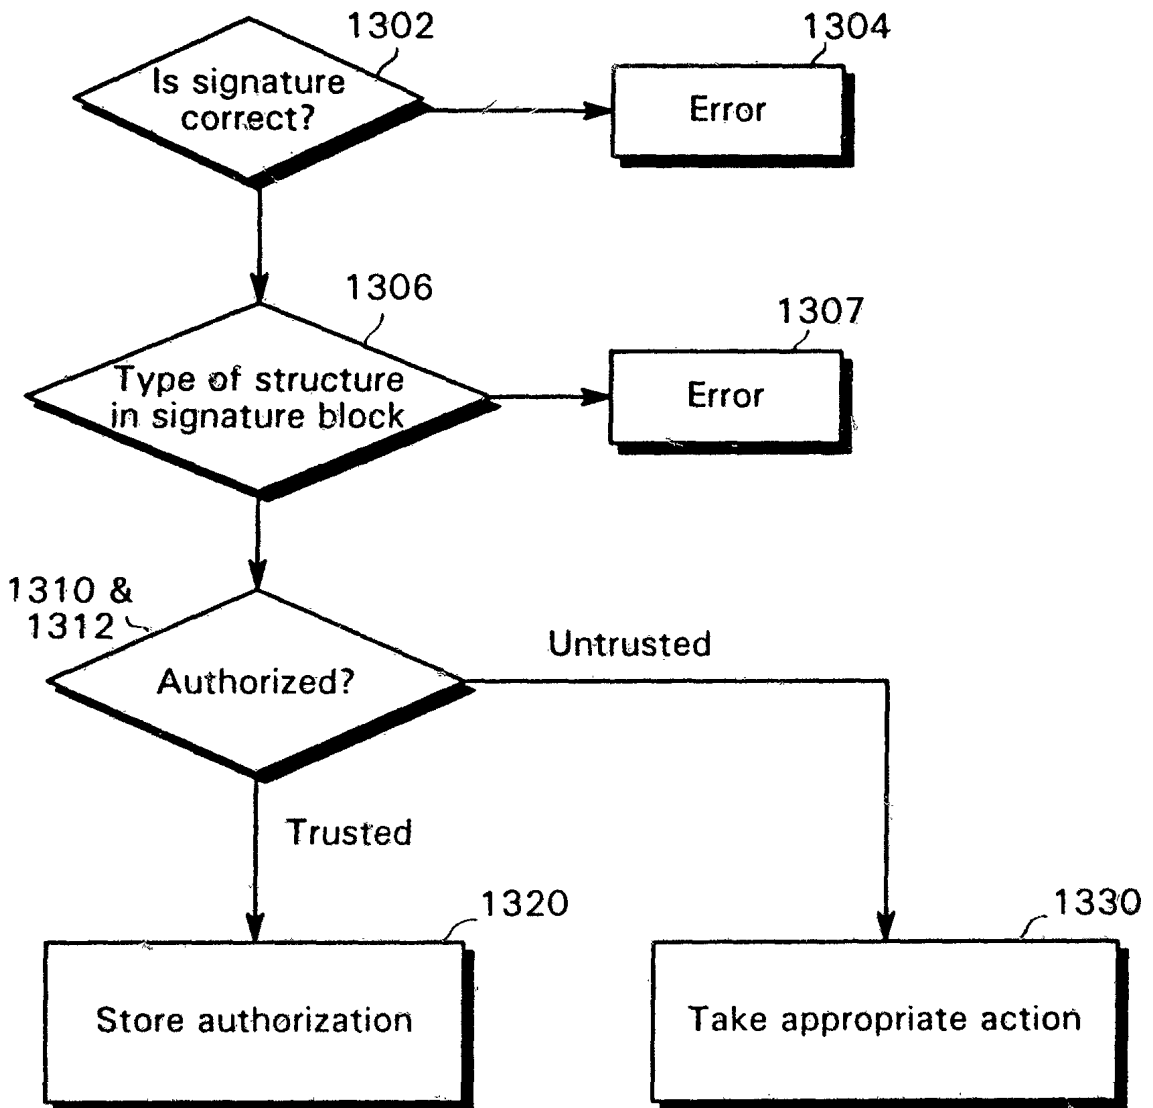 1302
1304
Is signature
correct?
Error
1306
1307
Type of structure
in signature block
Error
1310 &
1312
Untrusted
Authorized?
Trusted
1320
1330
Store authorization
Take appropriate action